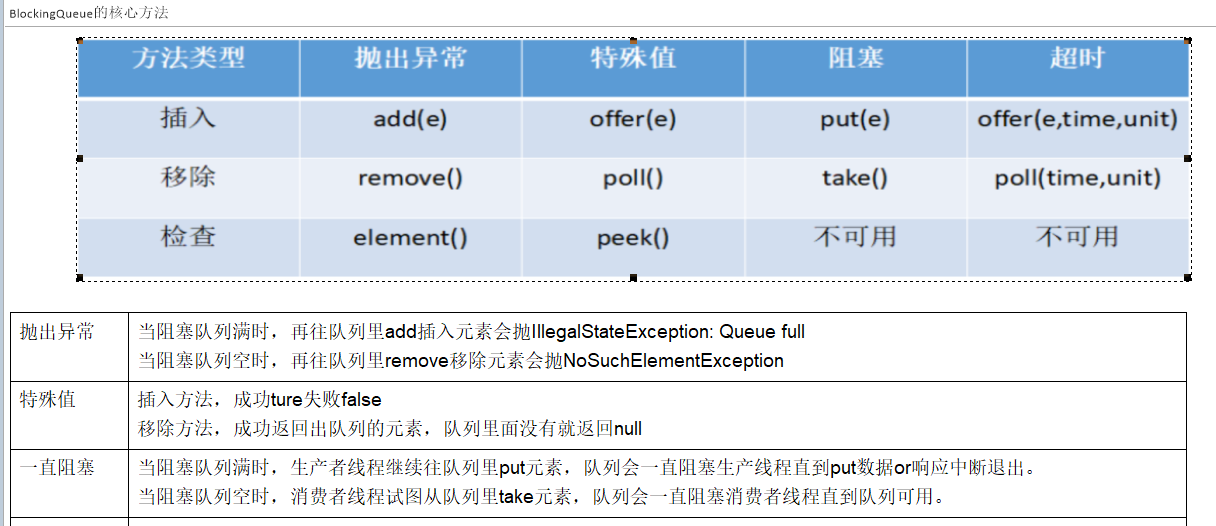 BlockingQueue的核心方法
方法类型 抛出异常 特殊值 阻塞 超时
插入 add(e) offer(e) put(e) offer(e,time,unit)
移除 remove() poll() take() poll(time,unit)
检查 element() peek() 不可用 不可用
抛出异常 当阻塞队列满时，再往队列里add插入元素会抛IllegalStateException: Queue full
当阻塞队列空时，再往队列里remove移除元素会抛NoSuchElementException
特殊值 插入方法，成功ture失败false
移除方法，成功返回出队列的元素，队列里面没有就返回null
一直阻塞 当阻塞队列满时，生产者线程继续往队列里put元素，队列会一直阻塞生产线程直到put数据or响应中断退出。
当阻塞队列空时，消费者线程试图从队列里take元素，队列会一直阻塞消费者线程直到队列可用。